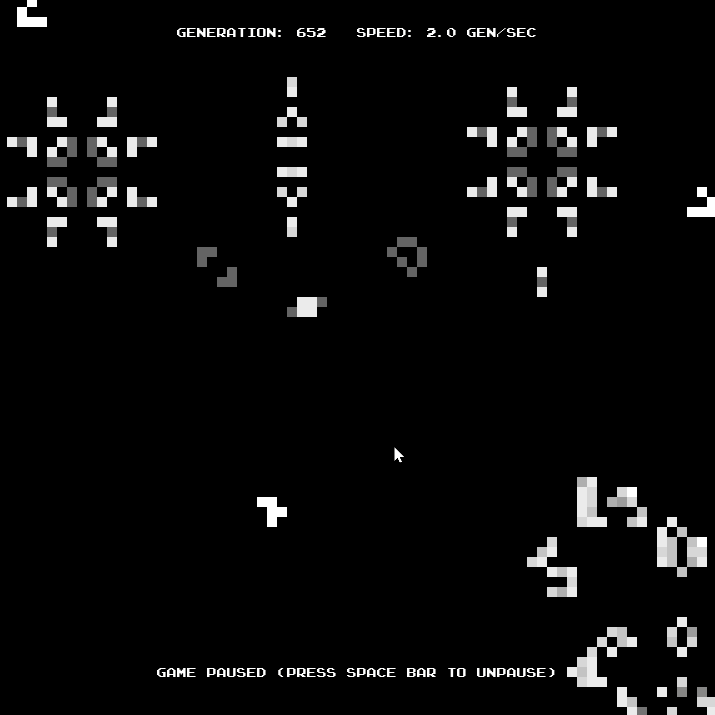 GENERATION: 652   SPEED: 2.0 GEN/SEC
GAME PAUSED (PRESS SPACE BAR TO UNPAUSE)